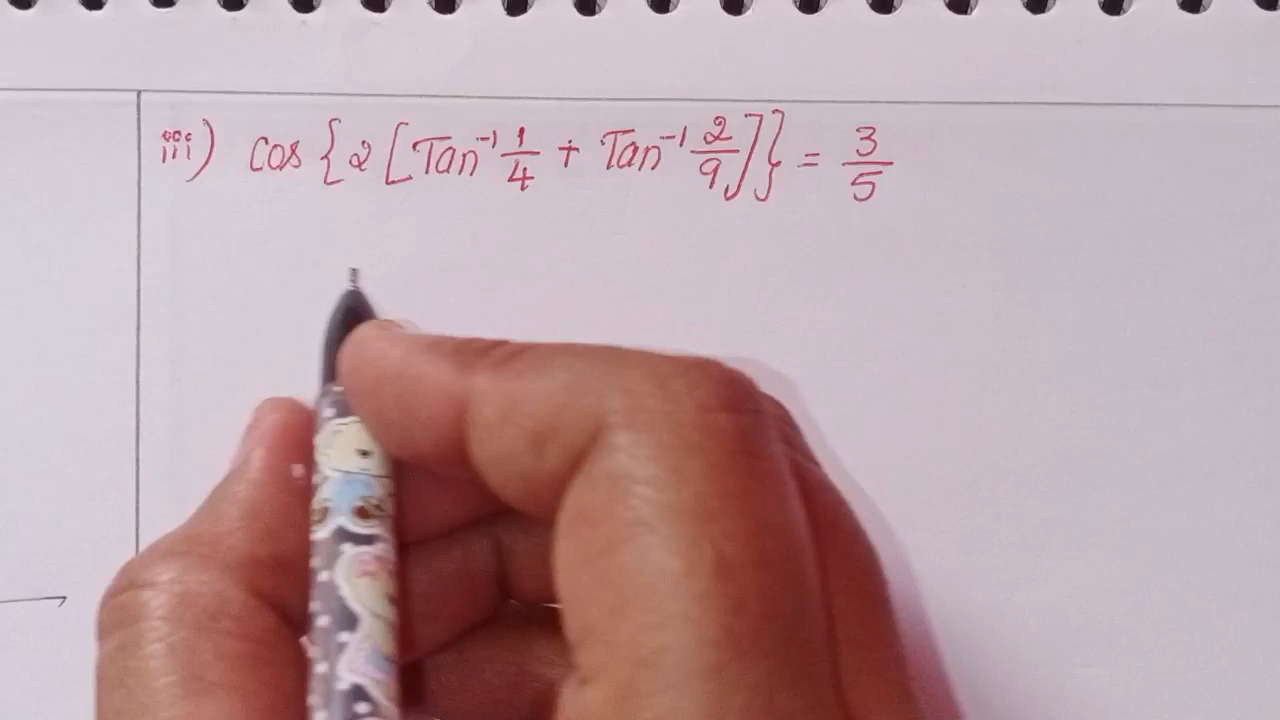 iii) cos {2 [Tan⁻¹ 1/4 + Tan⁻¹ 2/9]} = 3/5